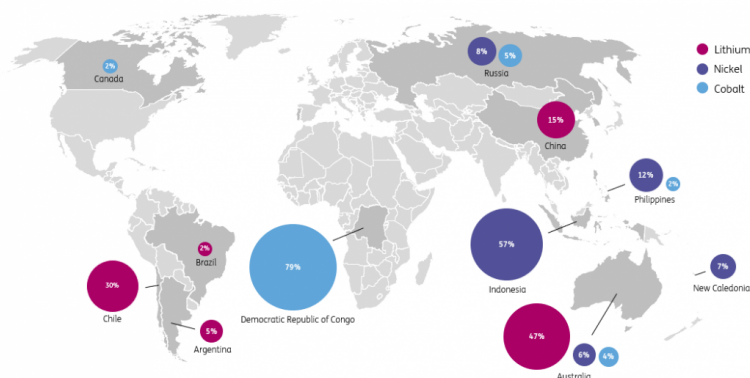 Lithium
Nickel
Cobalt
2%
Canada
8%
5%
Russia
15%
China
12%
2%
Philippines
2%
Brazil
79%
Democratic Republic of Congo
57%
Indonesia
7%
New Caledonia
30%
Chile
5%
Argentina
47%
6%
4%
Australia